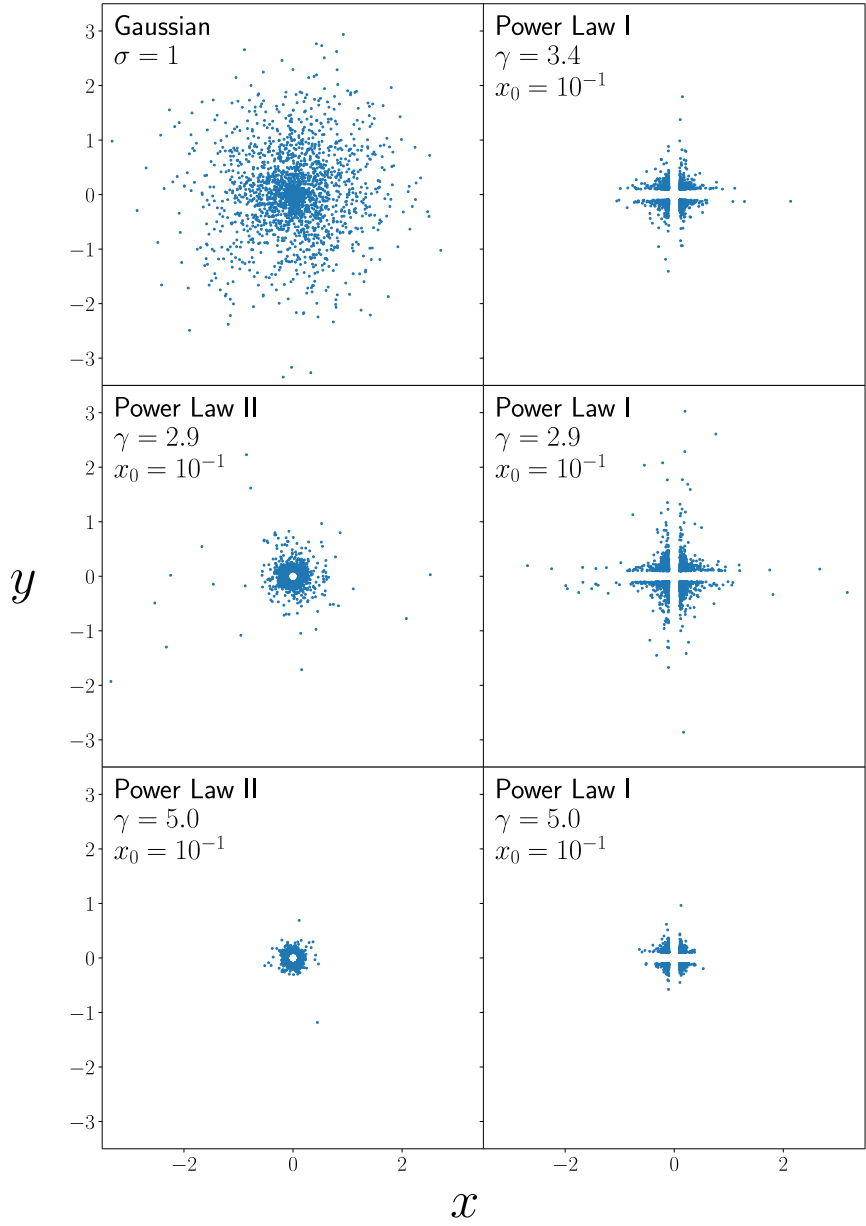 Gaussian
σ = 1
3
2
1
0
−1
−2
−3
Power Law I
γ = 3.4
x₀ = 10⁻¹
Power Law II
γ = 2.9
x₀ = 10⁻¹
3
2
1
0
−1
−2
−3
Power Law I
γ = 2.9
x₀ = 10⁻¹
y
Power Law II
γ = 5.0
x₀ = 10⁻¹
3
2
1
0
−1
−2
−3
Power Law I
γ = 5.0
x₀ = 10⁻¹
−2 0 2 −2 0 2
x